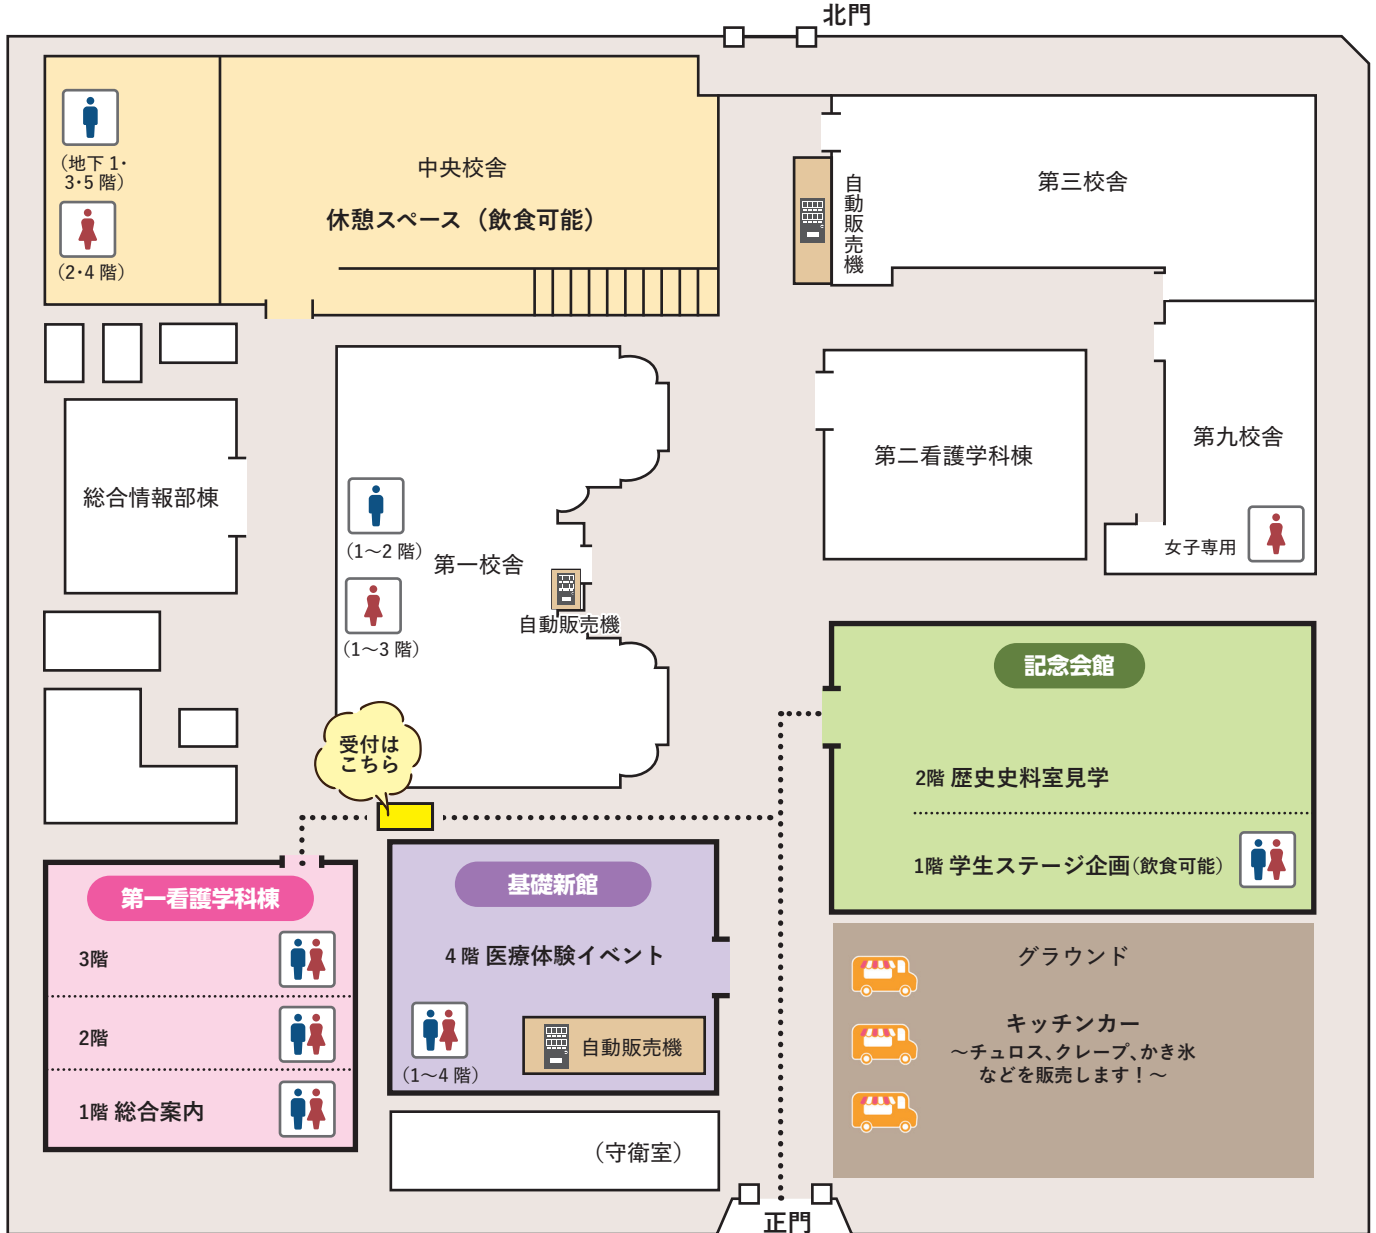 北門
(地下 1・
3・5 階)
(2・4 階)
中央校舎
休憩スペース（飲食可能）
自動販売機
第三校舎
総合情報部棟
(1〜2 階)
第一校舎
(1〜3 階)
自動販売機
第二看護学科棟
第九校舎
女子専用
受付は
こちら
記念会館
2階 歴史史料室見学
1階 学生ステージ企画(飲食可能)
第一看護学科棟
3階
2階
1階 総合案内
基礎新館
4 階 医療体験イベント
(1〜4 階)
自動販売機
（守衛室）
グラウンド
キッチンカー
〜チュロス、クレープ、かき氷
などを販売します！〜
正門